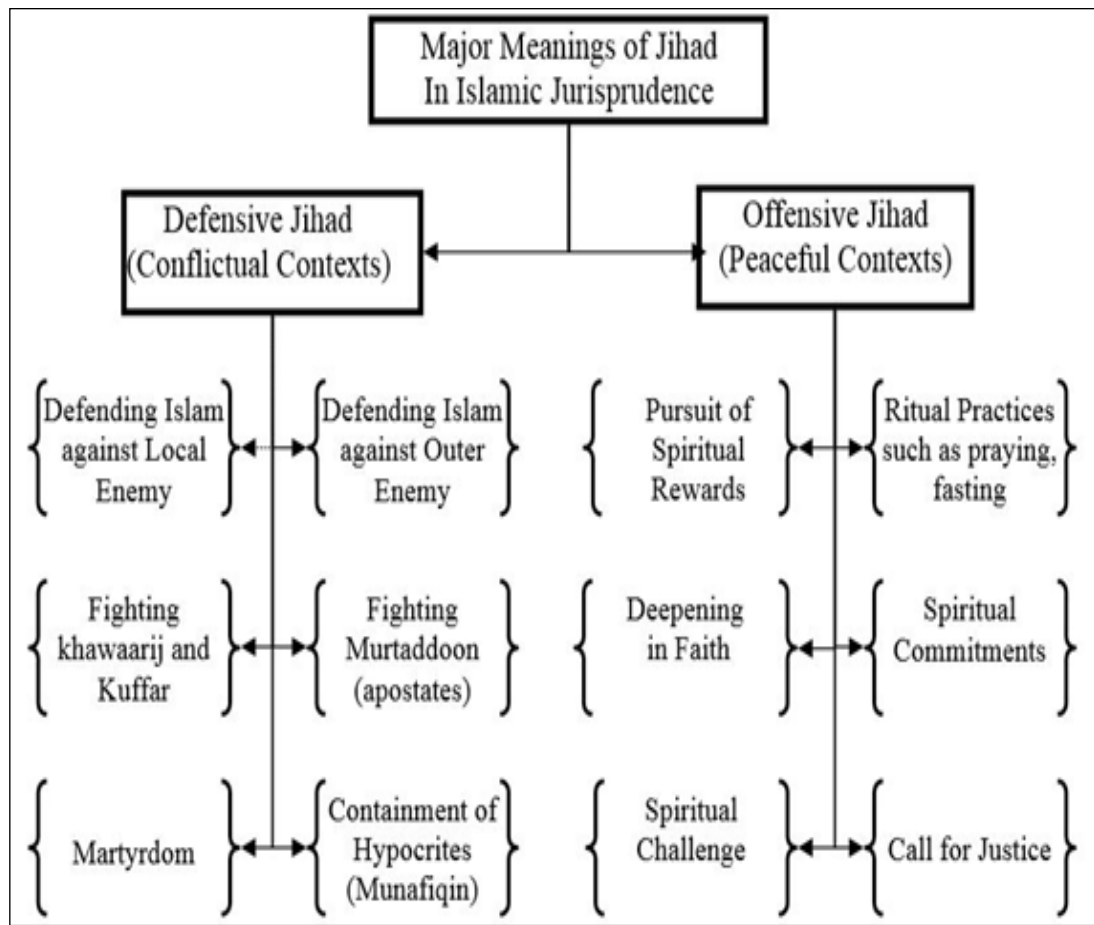 Major Meanings of Jihad
In Islamic Jurisprudence
Defensive Jihad
(Conflictual Contexts)
Offensive Jihad
(Peaceful Contexts)
Defending Islam
against Local
Enemy
Defending Islam
against Outer
Enemy
Pursuit of
Spiritual
Rewards
Ritual Practices
such as praying,
fasting
Fighting
khawaarij and
Kuffar
Fighting
Murtaddoon
(apostates)
Deepening
in Faith
Spiritual
Commitments
Martyrdom
Containment of
Hypocrites
(Munafiqin)
Spiritual
Challenge
Call for Justice